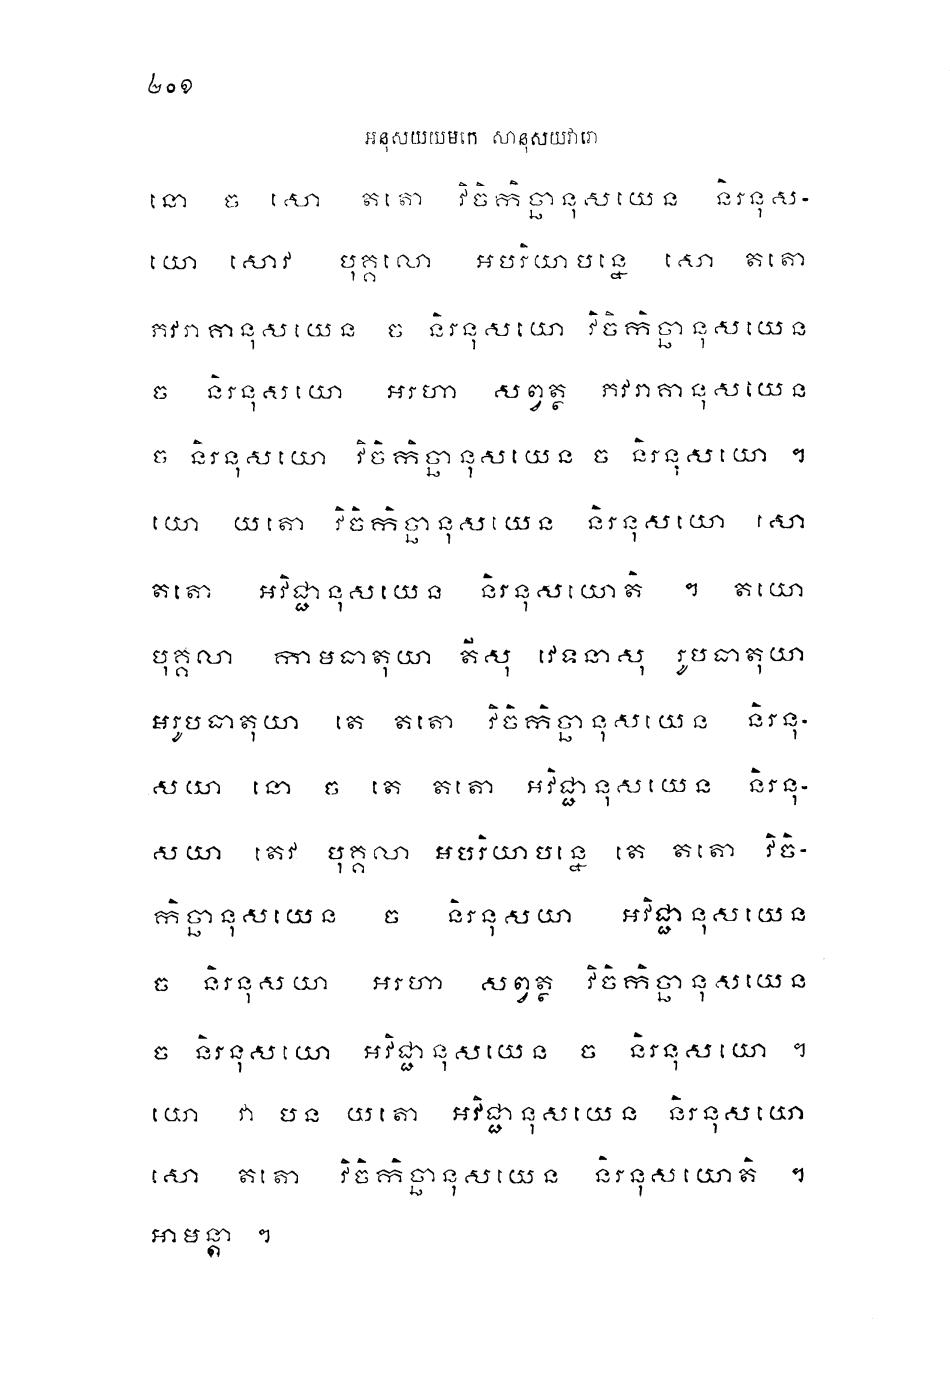 ៤០១
អនុសយយមកេ សានុសយវារោ
នោ ច សោ តតោ វិចិកិច្ឆានុសយេន និរនុស-
យោ សោវ បុគ្គលោ អបរិយាបន្នេ សោ តតោ
ភវរាគានុសយេន ច និរនុសយោ វិចិកិច្ឆានុសយេន
ច និរនុសយោ អរហា សព្វត្ថ ភវរាគានុសយេន
ច និរនុសយោ វិចិកិច្ឆានុសយេន ច និរនុសយោ ។
យោ យតោ វិចិកិច្ឆានុសយេន និរនុសយោ សោ
តតោ អវិជ្ជានុសយេន និរនុសយោតិ ។ តយោ
បុគ្គលា កាមធាតុយា តីសុ វេទនាសុ រូបធាតុយា
អរូបធាតុយា តេ តតោ វិចិកិច្ឆានុសយេន និរនុ-
សយា នោ ច តេ តតោ អវិជ្ជានុសយេន និរនុ-
សយា តេវ បុគ្គលា អបរិយាបន្នេ តេ តតោ វិចិ-
កិច្ឆានុសយេន ច និរនុសយា អវិជ្ជានុសយេន
ច និរនុសយា អរហា សព្វត្ថ វិចិកិច្ឆានុសយេន
ច និរនុសយោ អវិជ្ជានុសយេន ច និរនុសយោ ។
យោ វា បន យតោ អវិជ្ជានុសយេន និរនុសយោ
សោ តតោ វិចិកិច្ឆានុសយេន និរនុសយោតិ ។
អាមន្តា ។